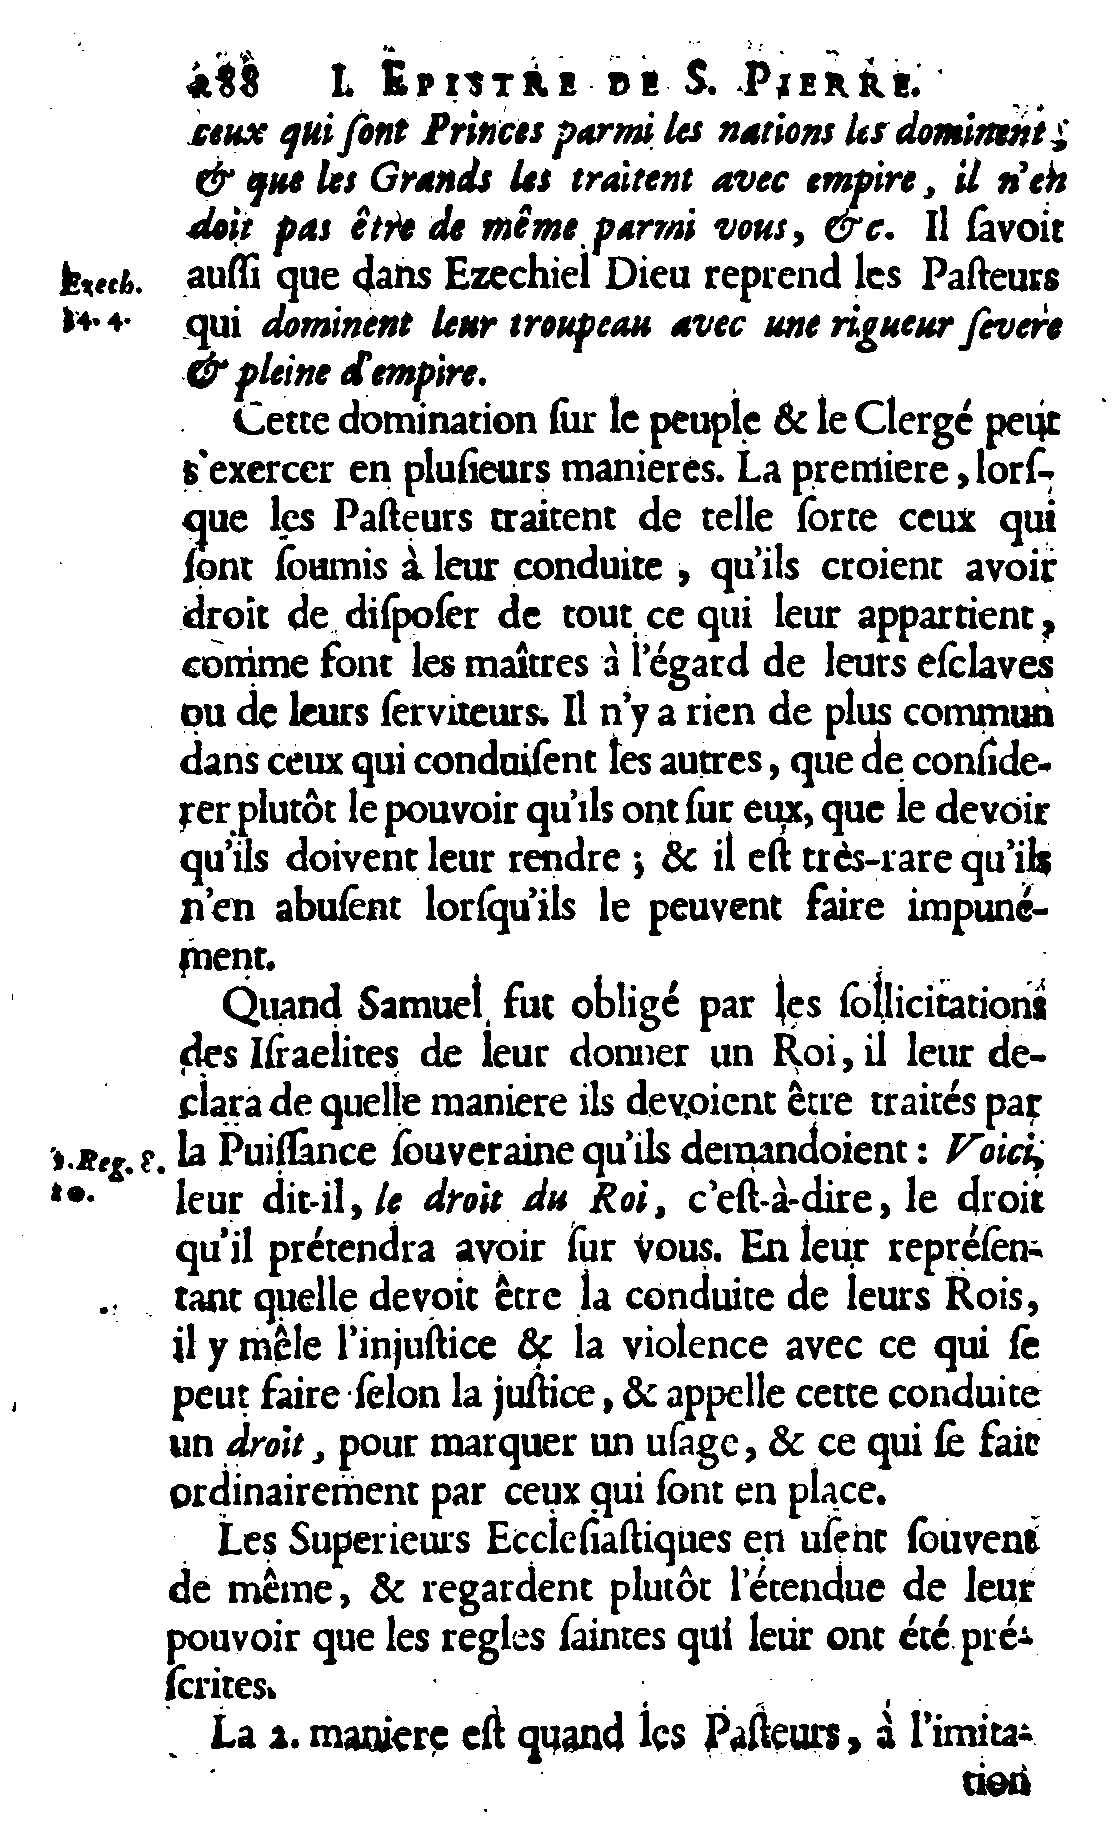 288 I. EPISTRE DE S. PIERRE.
ceux qui ſont Princes parmi les nations les dominent;
& que les Grands les traitent avec empire, il n'en
doit pas être de même parmi vous, &c. Il ſavoit
auſſi que dans Ezechiel Dieu reprend les Paſteurs
Ezech.
34. 4.
qui dominent leur troupeau avec une rigueur ſevere
& pleine d'empire.
Cette domination ſur le peuple & le Clergé peut
s'exercer en pluſieurs manieres. La premiere, lorſ-
que les Paſteurs traitent de telle ſorte ceux qui
ſont ſoumis à leur conduite, qu'ils croient avoir
droit de diſpoſer de tout ce qui leur appartient,
comme font les maîtres à l'égard de leurs eſclaves
ou de leurs ſerviteurs. Il n'y a rien de plus commun
dans ceux qui conduiſent les autres, que de conſide-
rer plutôt le pouvoir qu'ils ont ſur eux, que le devoir
qu'ils doivent leur rendre; & il eſt très-rare qu'ils
n'en abuſent lorſqu'ils le peuvent faire impuné-
ment.
Quand Samuel fut obligé par les ſollicitations
des Iſraelites de leur donner un Roi, il leur de-
clara de quelle maniere ils devoient être traités par
la Puiſſance ſouveraine qu'ils demandoient: Voici,
1. Reg. 8.
10.
leur dit-il, le droit du Roi, c'eſt-à-dire, le droit
qu'il prétendra avoir ſur vous. En leur repréſen-
tant quelle devoit être la conduite de leurs Rois,
il y mêle l'injuſtice & la violence avec ce qui ſe
peut faire ſelon la juſtice, & appelle cette conduite
un droit, pour marquer un uſage, & ce qui ſe fait
ordinairement par ceux qui ſont en place.
Les Superieurs Eccleſiaſtiques en uſent ſouvent
de même, & regardent plutôt l'étendue de leur
pouvoir que les regles ſaintes qui leur ont été pré-
ſcrites.
La 2. maniere eſt quand les Paſteurs, à l'imita-
tion